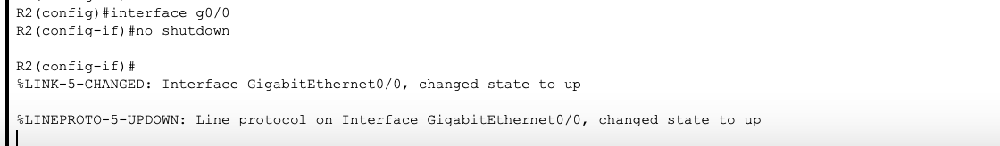 R2(config)#interface g0/0
R2(config-if)#no shutdown
R2(config-if)#
%LINK-5-CHANGED: Interface GigabitEthernet0/0, changed state to up
%LINEPROTO-5-UPDOWN: Line protocol on Interface GigabitEthernet0/0, changed state to up